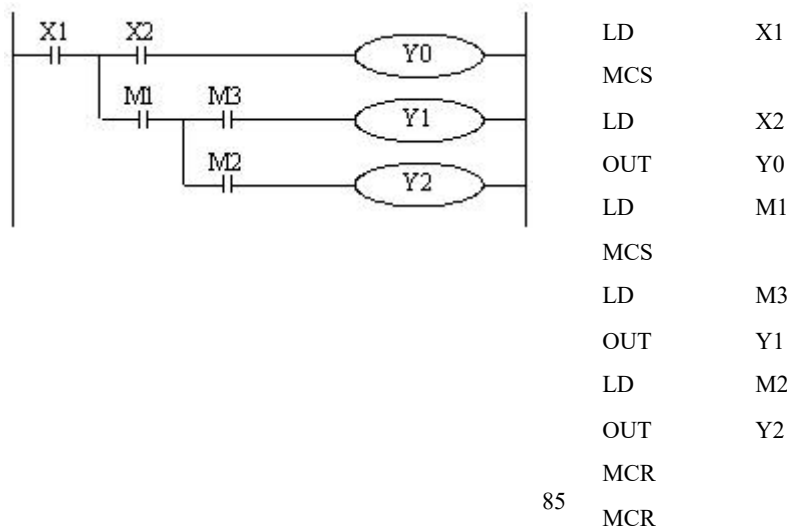 X1 X2
Y0
M1 M3
Y1
M2
Y2
LD X1
MCS
LD X2
OUT Y0
LD M1
MCS
LD M3
OUT Y1
LD M2
OUT Y2
MCR
85
MCR